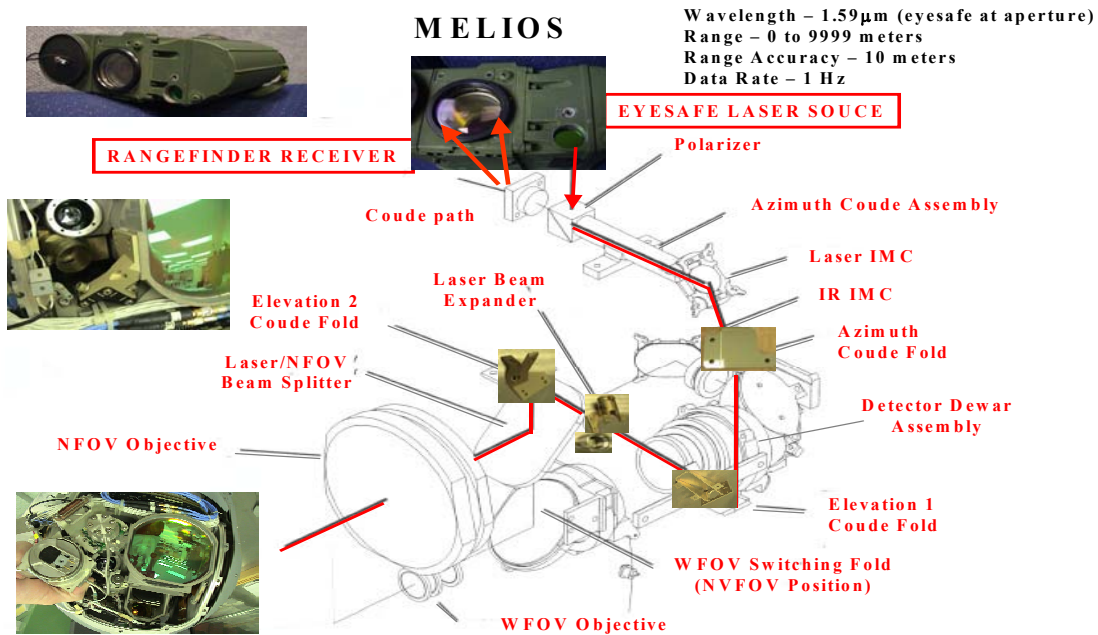 MELIOS
Wavelength – 1.59μm (eyesafe at aperture)
Range – 0 to 9999 meters
Range Accuracy – 10 meters
Data Rate – 1 Hz
EYESAFE LASER SOUCE
RANGEFINDER RECEIVER
Polarizer
Coude path
Azimuth Coude Assembly
Laser IMC
Laser Beam
Expander
IR IMC
Elevation 2
Coude Fold
Azimuth
Coude Fold
Laser/NFOV
Beam Splitter
Detector Dewar
Assembly
NFOV Objective
Elevation 1
Coude Fold
WFOV Switching Fold
(NVFOV Position)
WFOV Objective